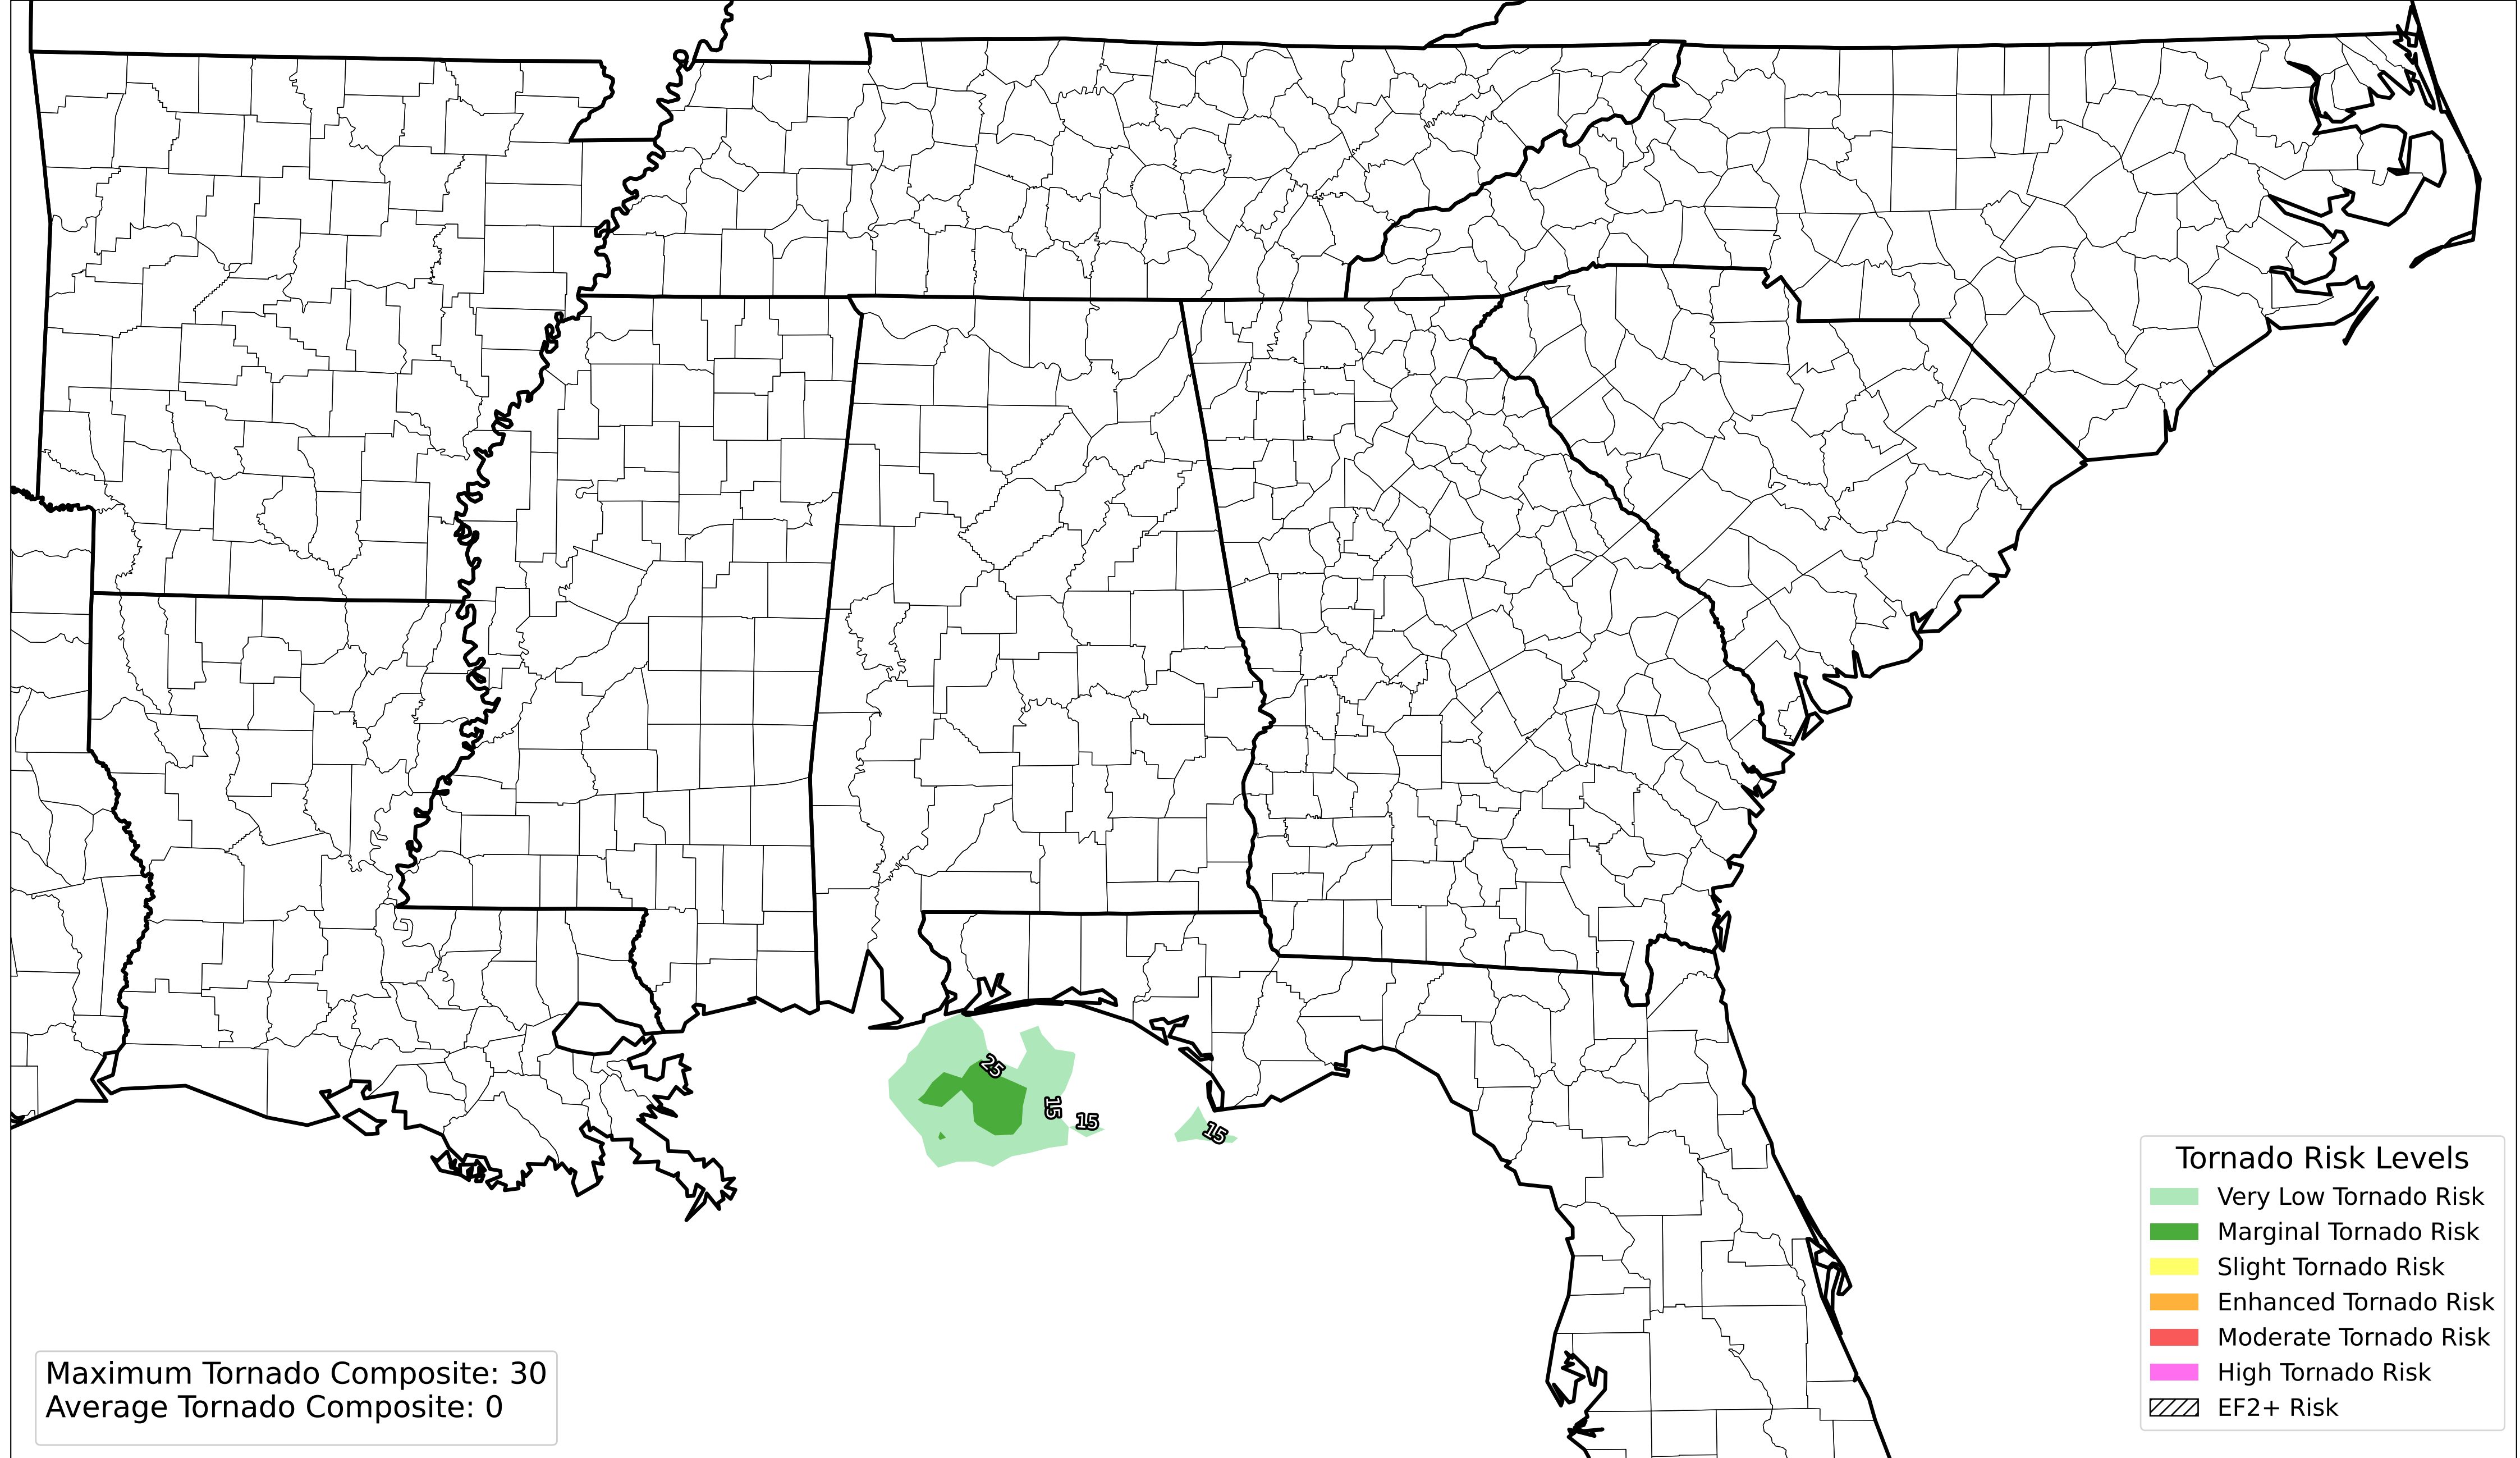 25
15
15
15
Tornado Risk Levels
Very Low Tornado Risk
Marginal Tornado Risk
Slight Tornado Risk
Enhanced Tornado Risk
Moderate Tornado Risk
High Tornado Risk
EF2+ Risk
Maximum Tornado Composite: 30
Average Tornado Composite: 0